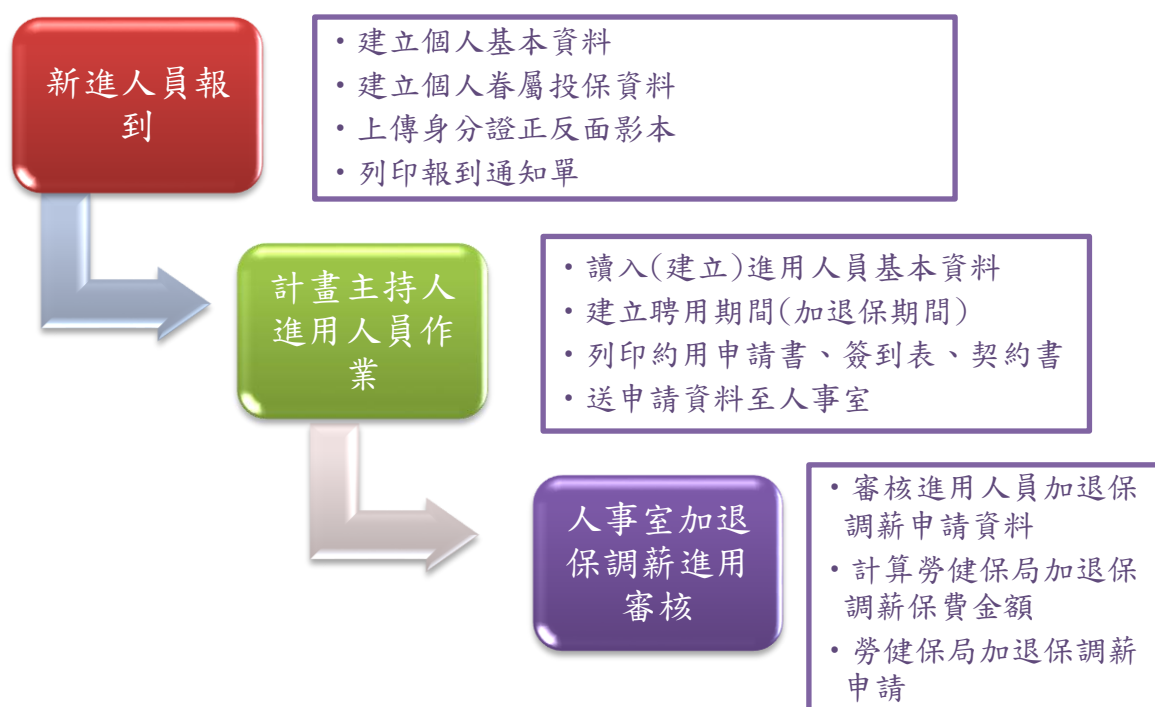 新進人員報
到
・建立個人基本資料
・建立個人眷屬投保資料
・上傳身分證正反面影本
・列印報到通知單
計畫主持人
進用人員作
業
・讀入(建立)進用人員基本資料
・建立聘用期間(加退保期間)
・列印約用申請書、簽到表、契約書
・送申請資料至人事室
人事室加退
保調薪進用
審核
・審核進用人員加退保
調薪申請資料
・計算勞健保局加退保
調薪保費金額
・勞健保局加退保調薪
申請